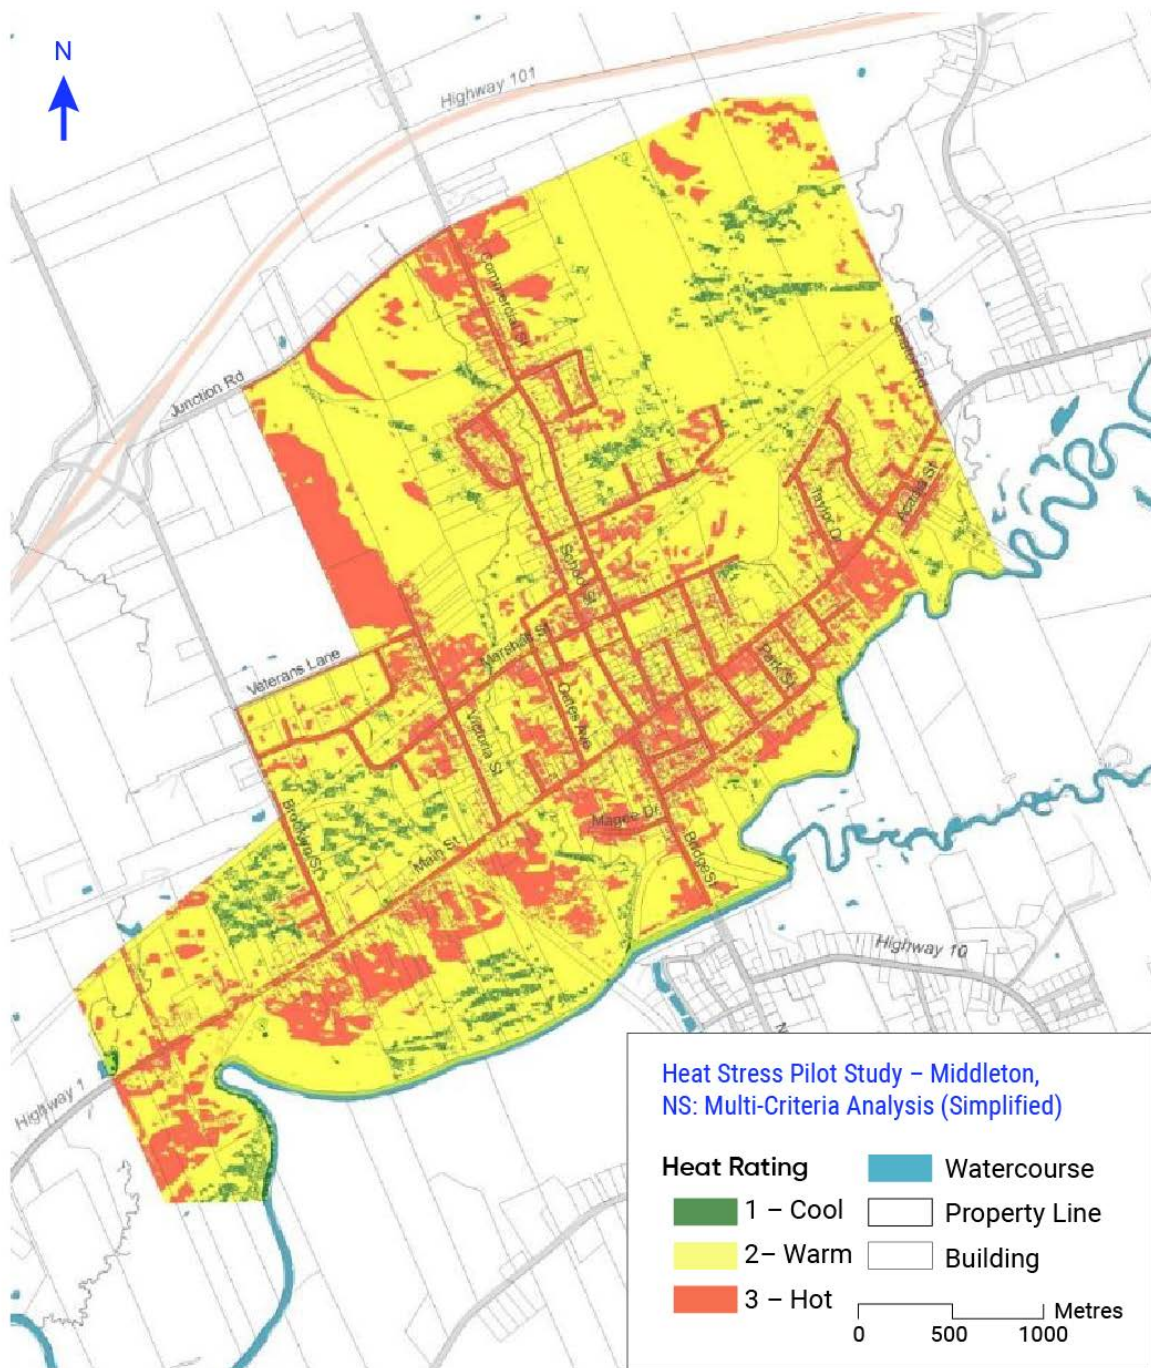 N
Highway 101
Commercial St
Junction Rd
Taylor Dr
Acadia St
School St
Marshall St
Veterans Lane
Park St
Gates Ave
Victoria St
Brooklyn St
Magee Dr
Main St
Bridge St
Highway 10
Highway 1
Heat Stress Pilot Study – Middleton,
NS: Multi-Criteria Analysis (Simplified)
Heat Rating
1 – Cool
2– Warm
3 – Hot
Watercourse
Property Line
Building
Metres
0 500 1000